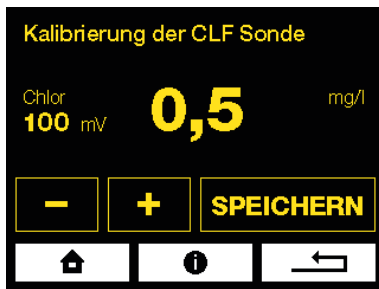 Kalibrierung der CLF Sonde
Chlor
100 mV
0,5
mg/l
− + SPEICHERN